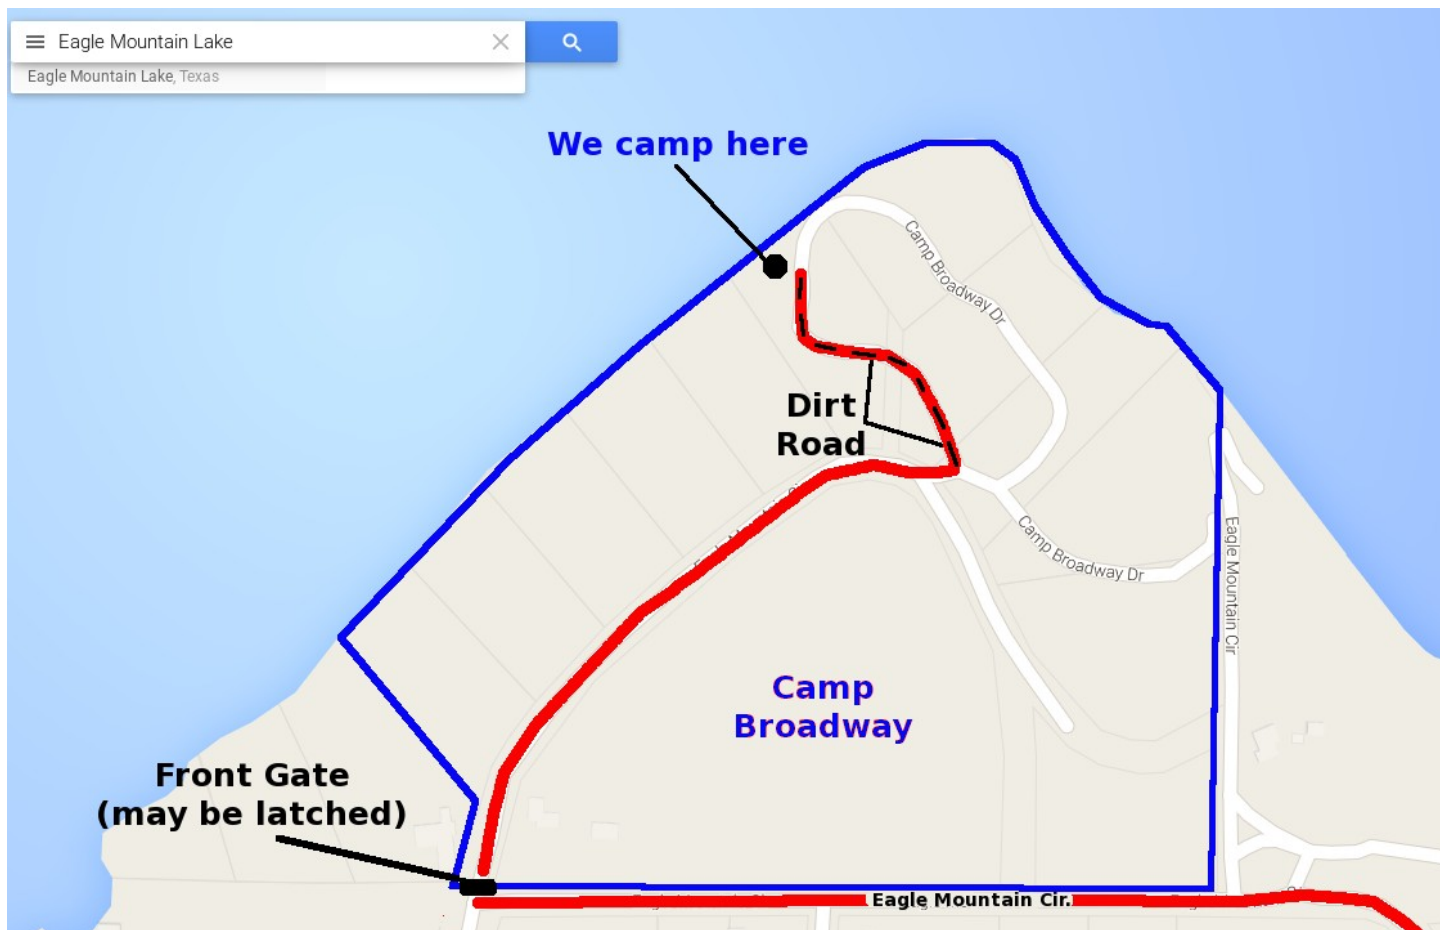 Eagle Mountain Lake
Eagle Mountain Lake, Texas
We camp here
Camp Broadway Dr
Dirt
Road
Camp Broadway Dr
Eagle Mountain Cir
Camp
Broadway
Front Gate
(may be latched)
Eagle Mountain Cir.